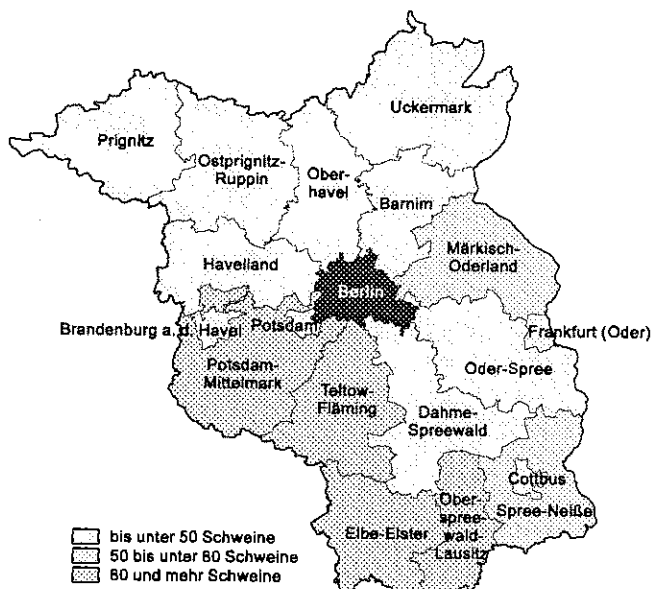 Uckermark
Prignitz
Ostprignitz-
Ruppin
Ober-
havel
Barnim
Märkisch-
Oderland
Havelland
Berlin
Brandenburg a. d. Havel
Potsdam
Frankfurt (Oder)
Potsdam-
Mittelmark
Oder-Spree
Teltow-
Fläming
Dahme-
Spreewald
Cottbus
Ober-
spree-
wald-
Lausitz
Spree-Neiße
Elbe-Elster
bis unter 50 Schweine
50 bis unter 80 Schweine
80 und mehr Schweine